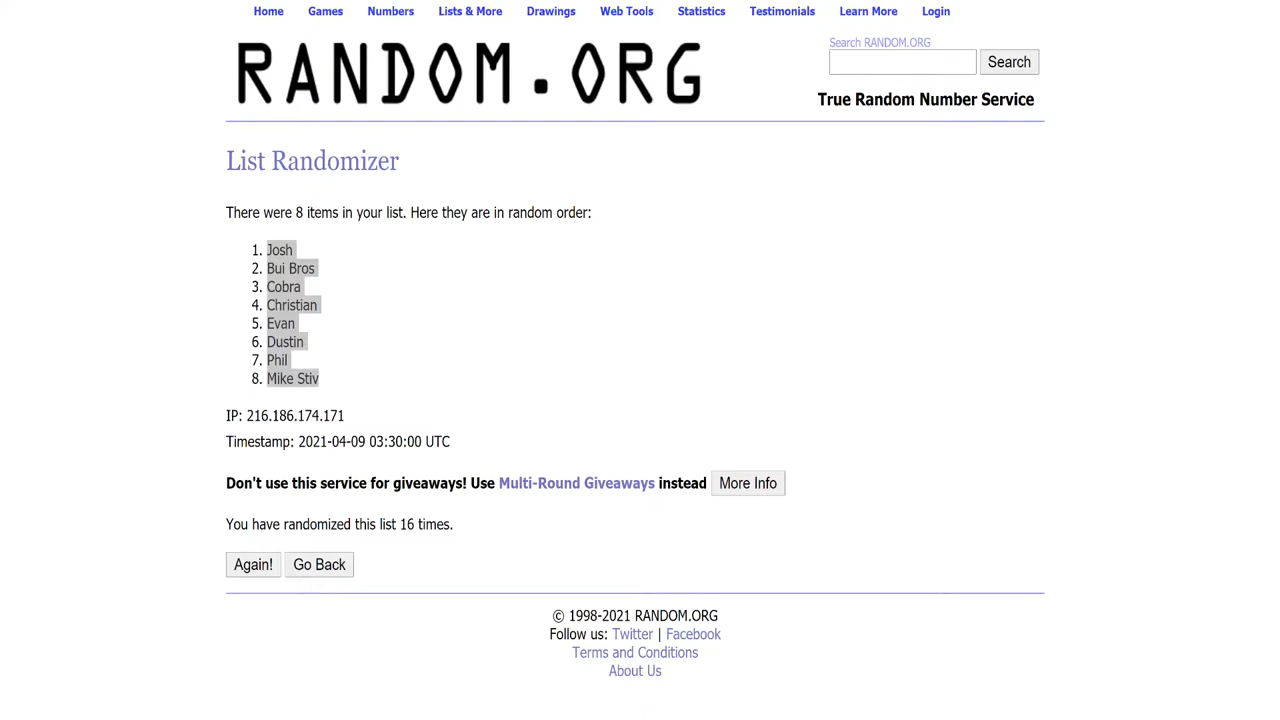 Home Games Numbers Lists & More Drawings Web Tools Statistics Testimonials Learn More Login
RANDOM.ORG
Search RANDOM.ORG
Search
True Random Number Service
List Randomizer
There were 8 items in your list. Here they are in random order:
1. Josh
2. Bui Bros
3. Cobra
4. Christian
5. Evan
6. Dustin
7. Phil
8. Mike Stiv
IP: 216.186.174.171
Timestamp: 2021-04-09 03:30:00 UTC
Don't use this service for giveaways! Use Multi-Round Giveaways instead More Info
You have randomized this list 16 times.
Again! Go Back
© 1998-2021 RANDOM.ORG
Follow us: Twitter | Facebook
Terms and Conditions
About Us